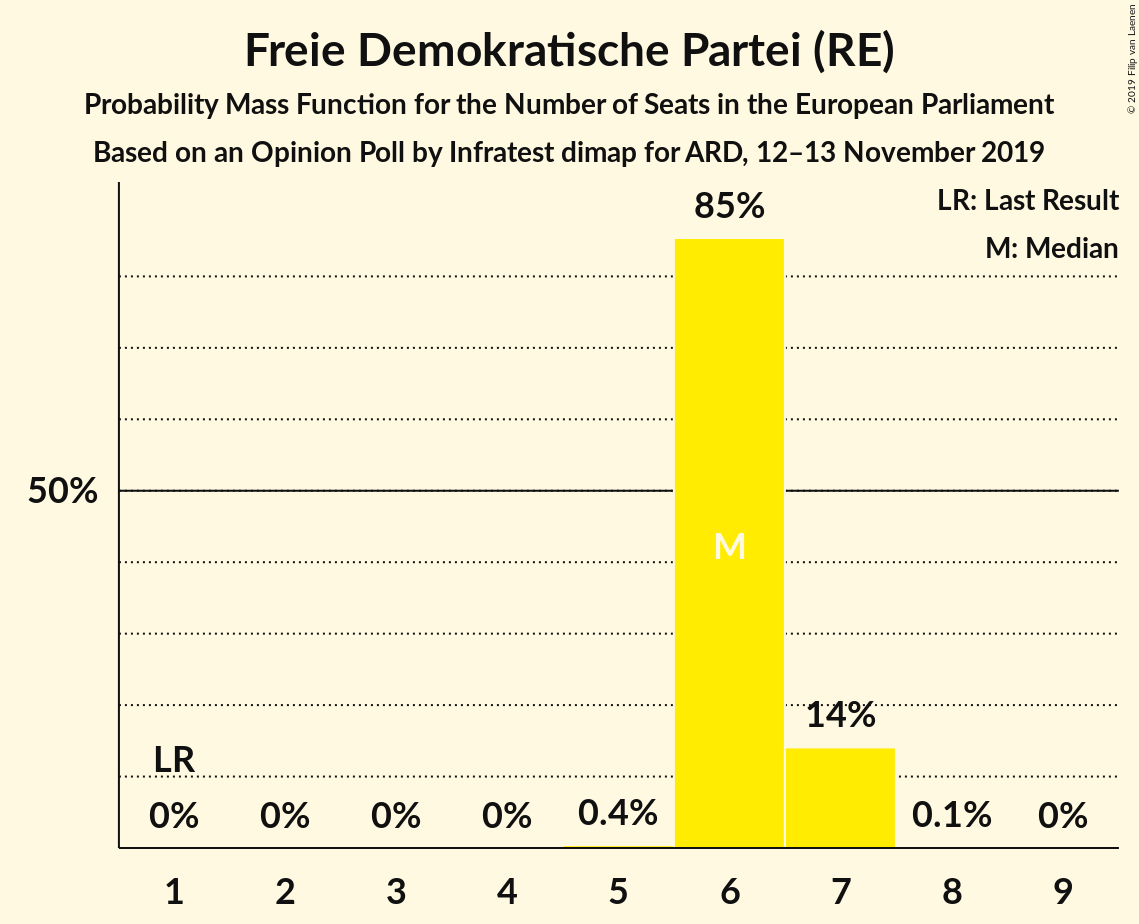 Freie Demokratische Partei (RE)
Probability Mass Function for the Number of Seats in the European Parliament
Based on an Opinion Poll by Infratest dimap for ARD, 12–13 November 2019
© 2019 Filip van Laenen
LR: Last Result
M: Median
85%
50%
M
14%
LR
0%
0%
0%
0%
0.4%
0.1%
0%
1 2 3 4 5 6 7 8 9